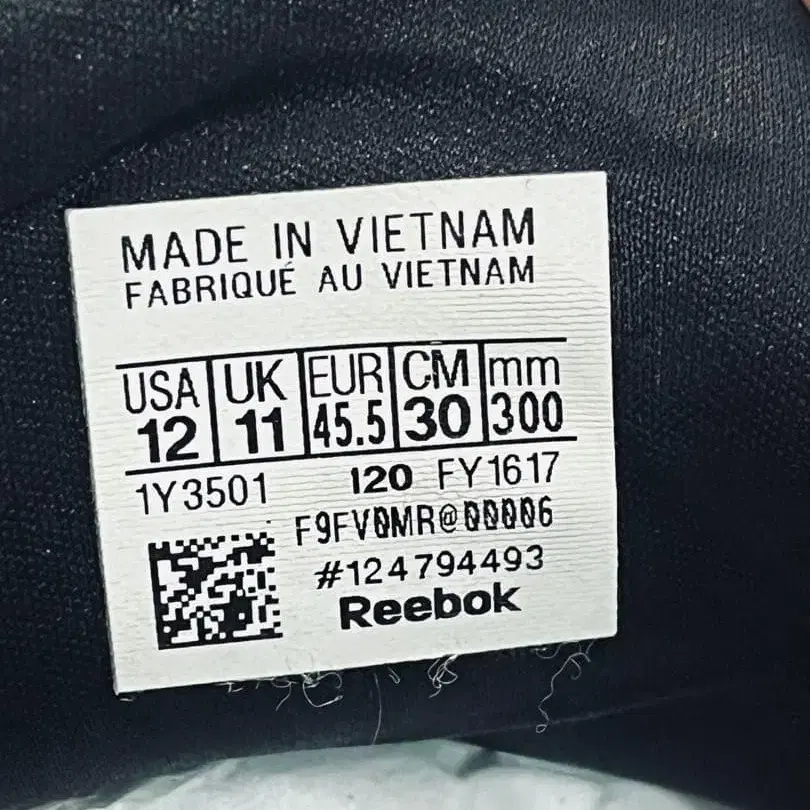 MADE IN VIETNAM
FABRIQUÉ AU VIETNAM
USA UK EUR CM mm
12 11 45.5 30 300
1Y3501 I20 FY1617
F9FV0MR@00006
#124794493
Reebok